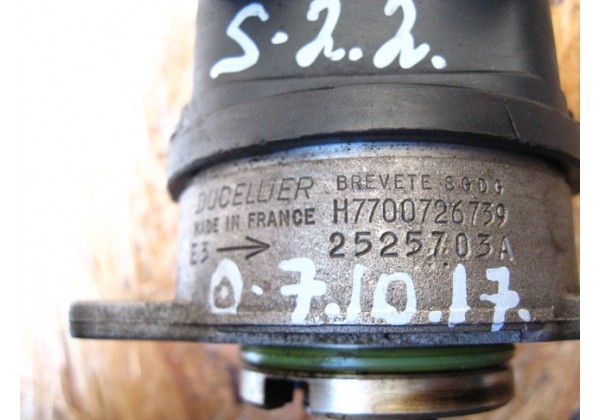 S.2.2.
DUCELLIER BREVETE S G D G
MADE IN FRANCE H7700726739
E3 → 2525703A
0.7.10.17.